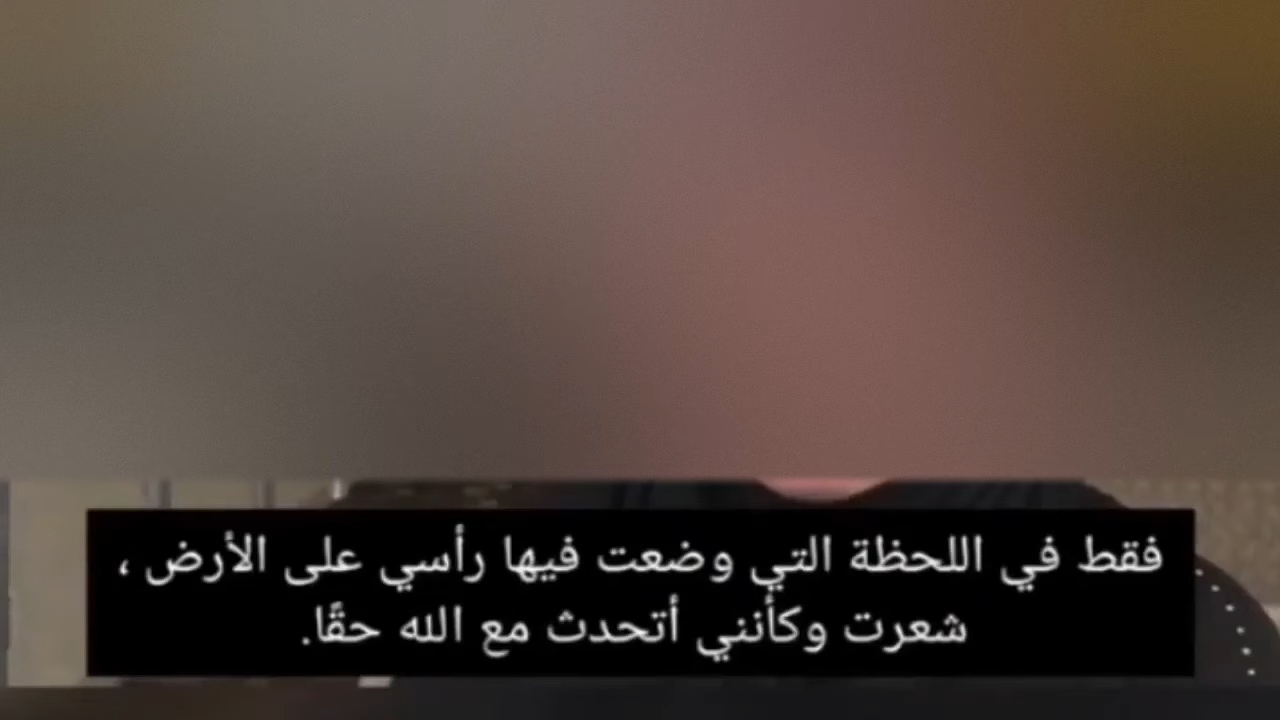 فقط في اللحظة التي وضعت فيها رأسي على الأرض ،
شعرت وكأنني أتحدث مع الله حقًا.